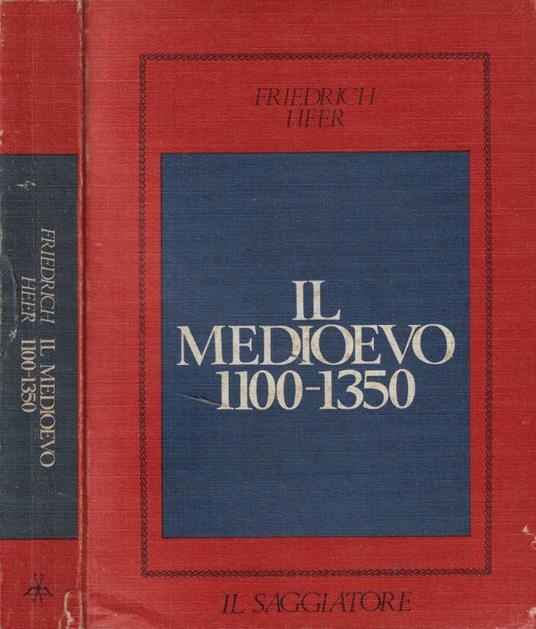 FRIEDRICH
HEER
IL
MEDIOEVO
1100-1350
IL SAGGIATORE
FRIEDRICH
HEER
IL MEDIOEVO
1100-1350